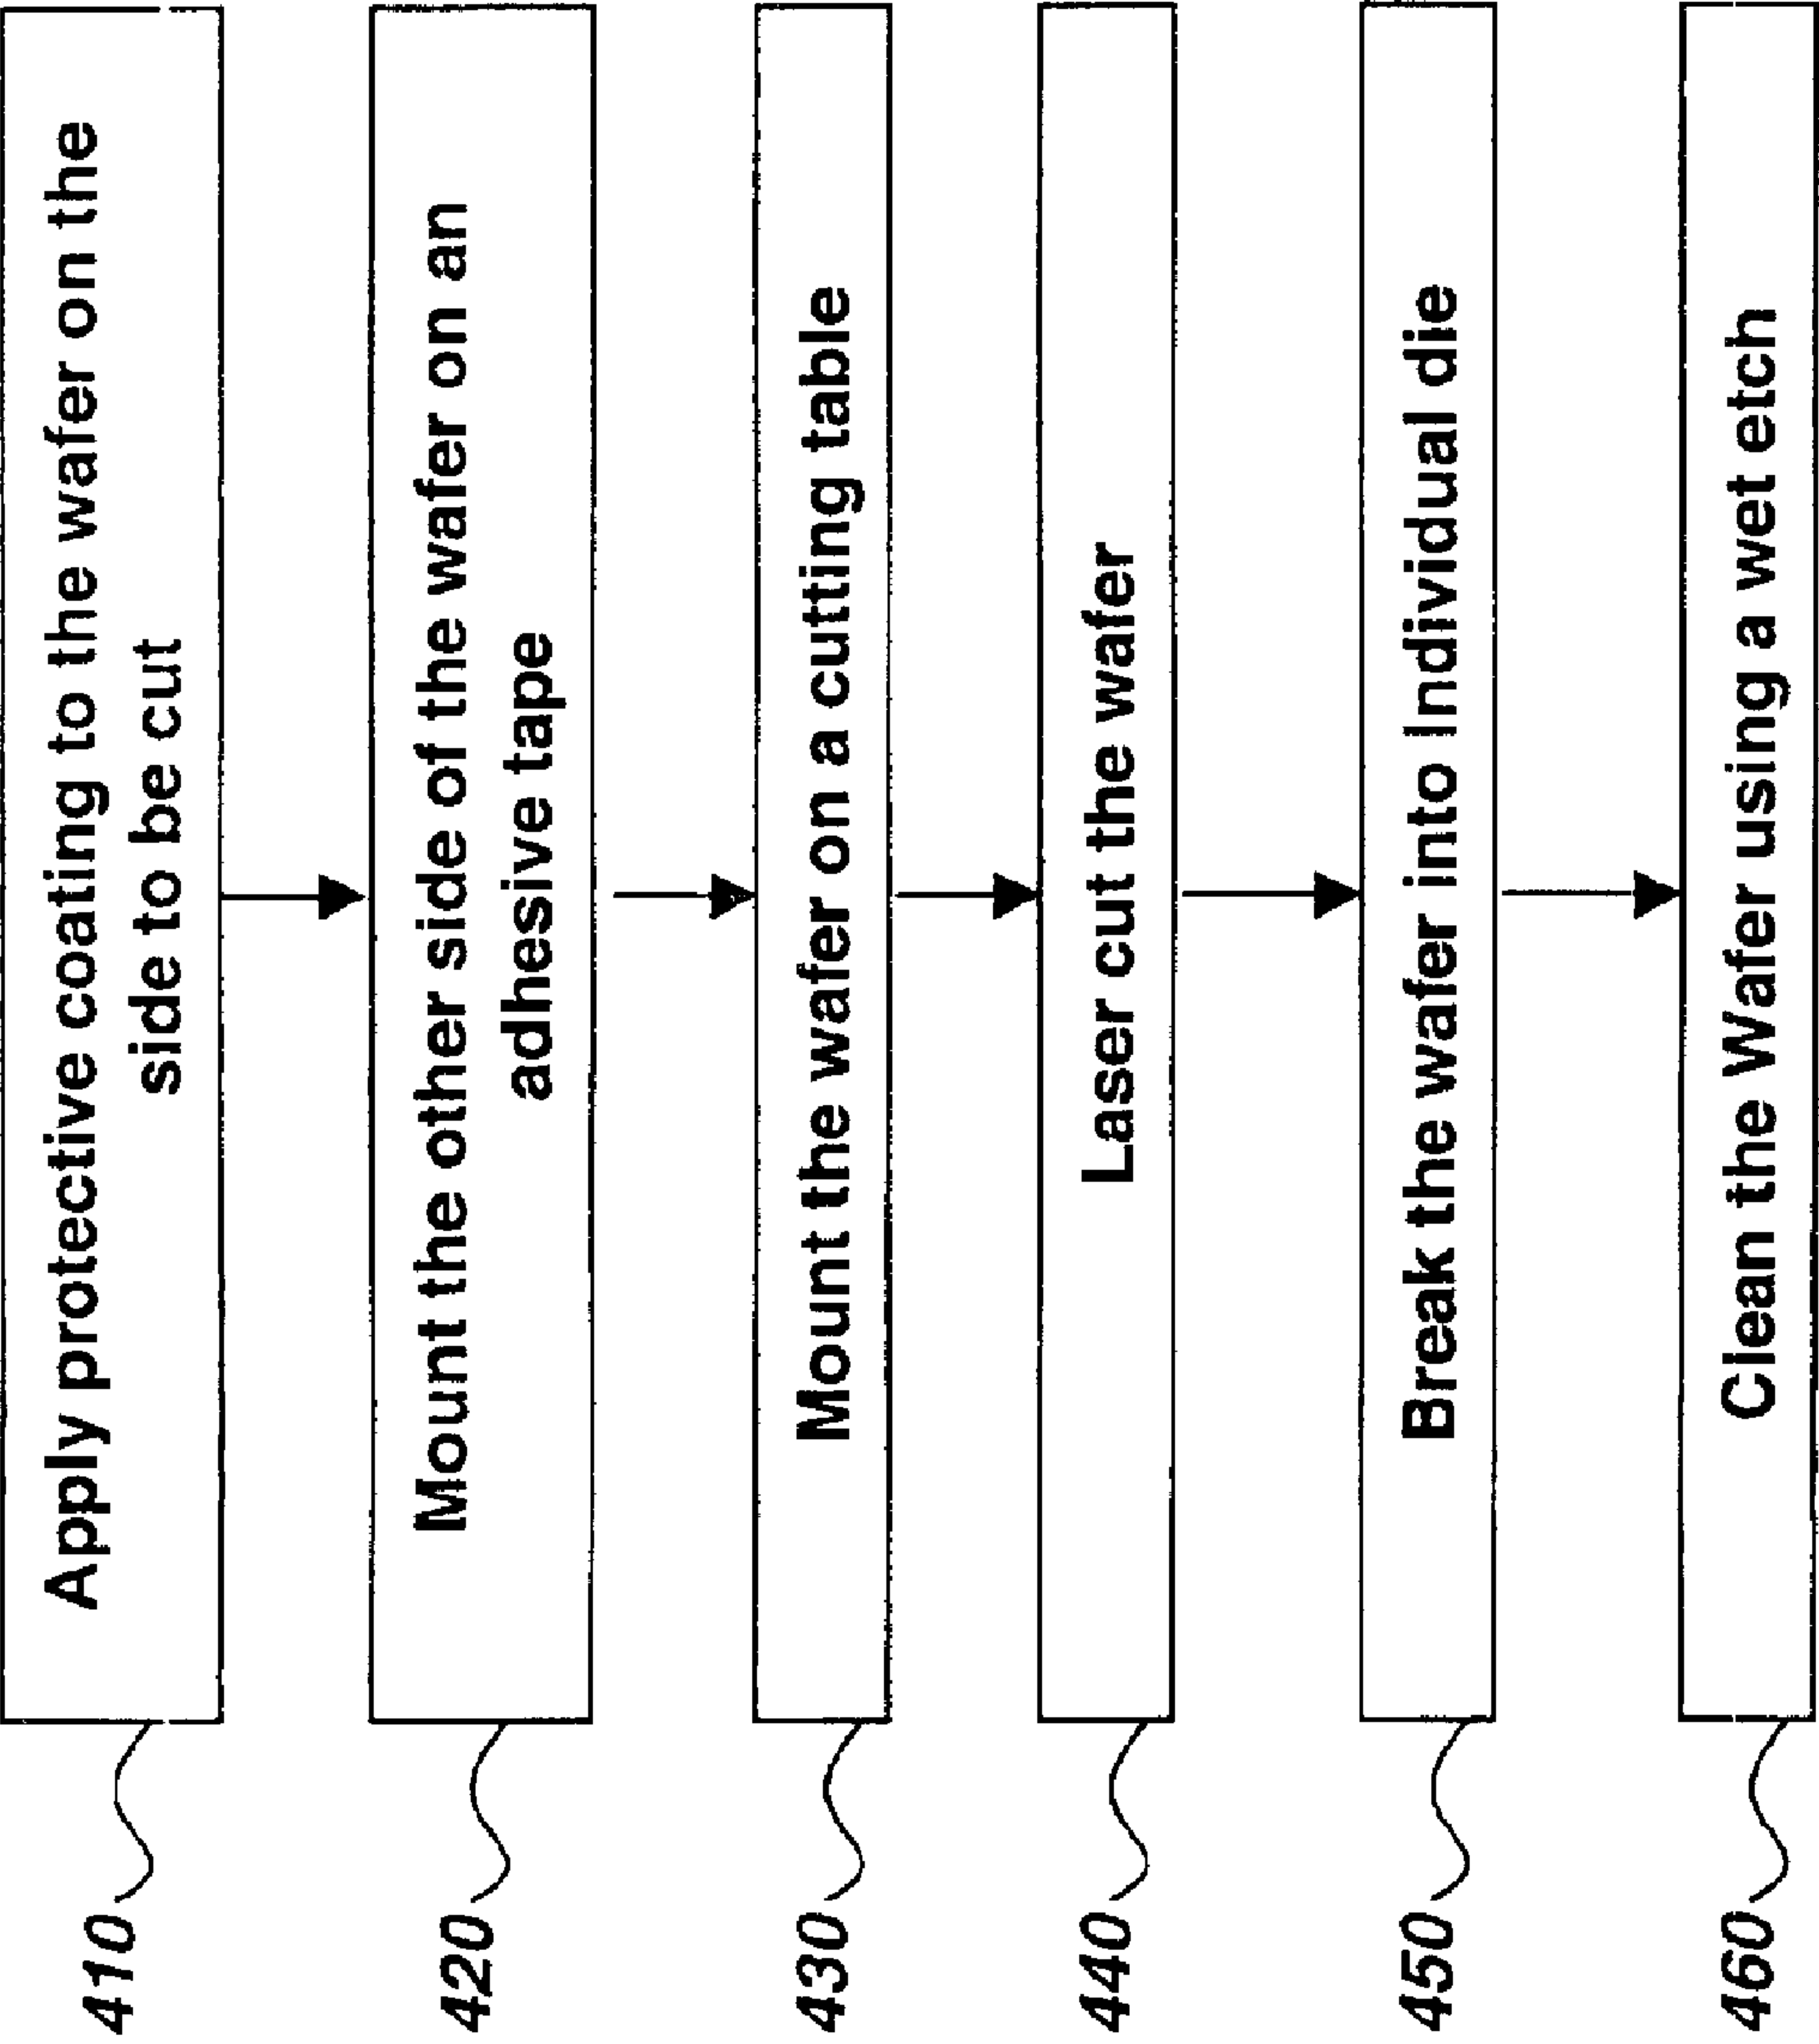 410
Apply protective coating to the wafer on the
side to be cut
420
Mount the other side of the wafer on an
adhesive tape
430
Mount the wafer on a cutting table
440
Laser cut the wafer
450
Break the wafer into Individual die
460
Clean the Wafer using a wet etch